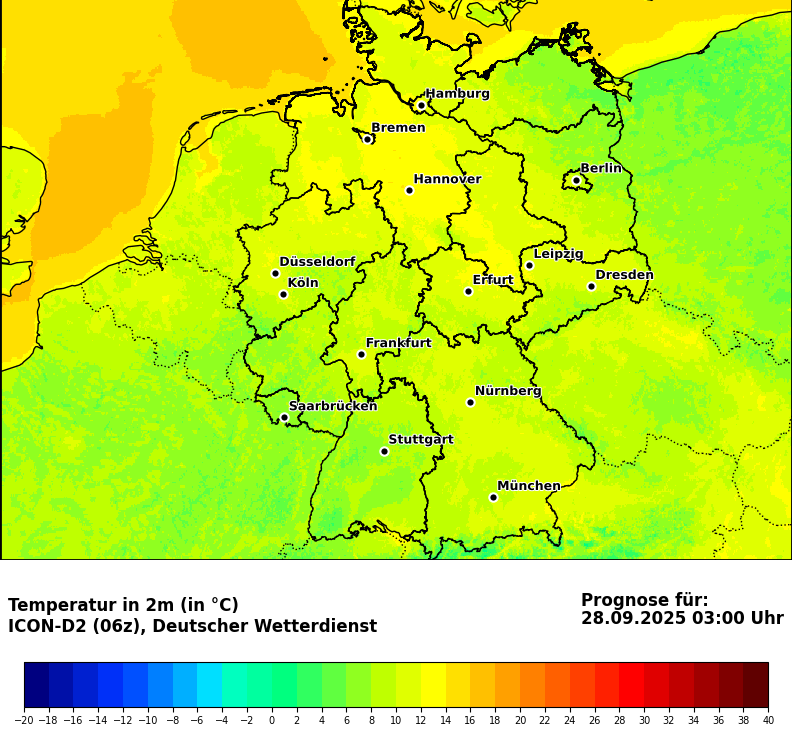 Hamburg
Bremen
Berlin
Hannover
Leipzig
Düsseldorf
Dresden
Köln
Erfurt
Frankfurt
Nürnberg
Saarbrücken
Stuttgart
München
Temperatur in 2m (in °C)
ICON-D2 (06z), Deutscher Wetterdienst
Prognose für:
28.09.2025 03:00 Uhr
−20 −18 −16 −14 −12 −10 −8 −6 −4 −2 0 2 4 6 8 10 12 14 16 18 20 22 24 26 28 30 32 34 36 38 40